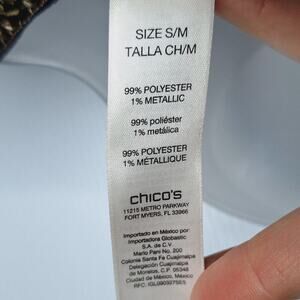 SIZE S/M
TALLA CH/M
99% POLYESTER
1% METALLIC
99% poliéster
1% metálica
99% POLYESTER
1% MÉTALLIQUE
chico's
11215 METRO PARKWAY
FORT MYERS, FL 33966
Importado en México por
Importadora Globastic
S.A. de C.V.
Mario Pani No. 200
Colonia Santa Fe Cuajimalpa
Delegación Cuajimalpa
de Morelos, C.P. 05348
Ciudad de México, México